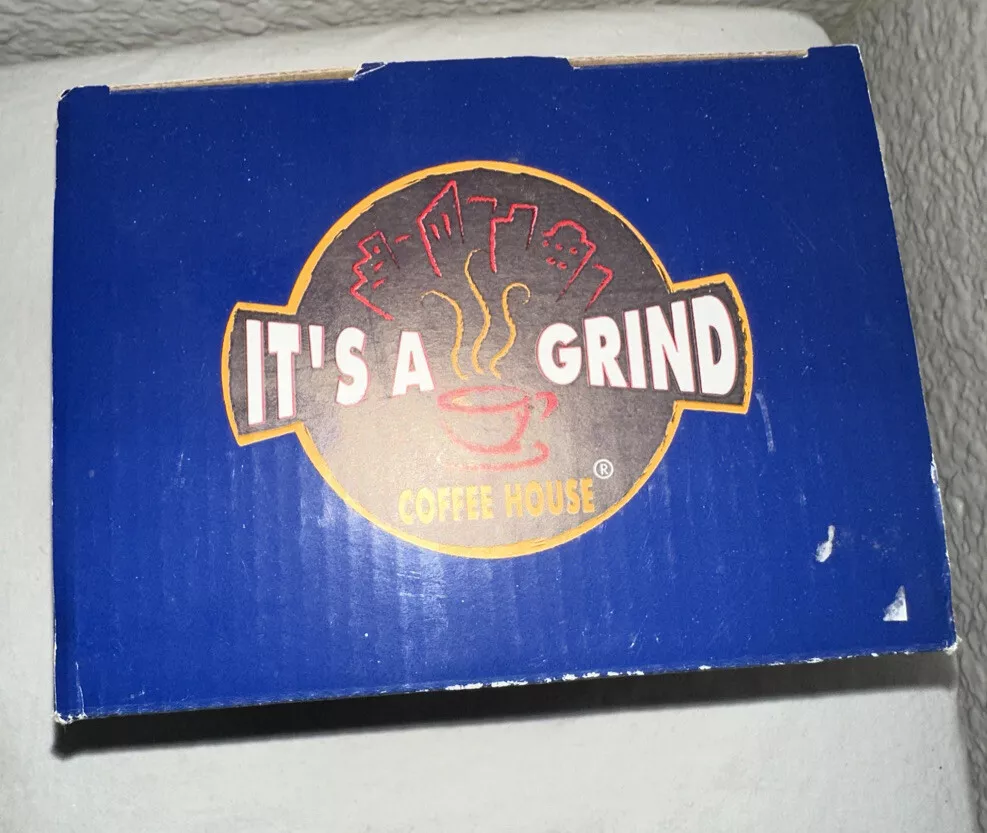 IT'S A GRIND
COFFEE HOUSE ®